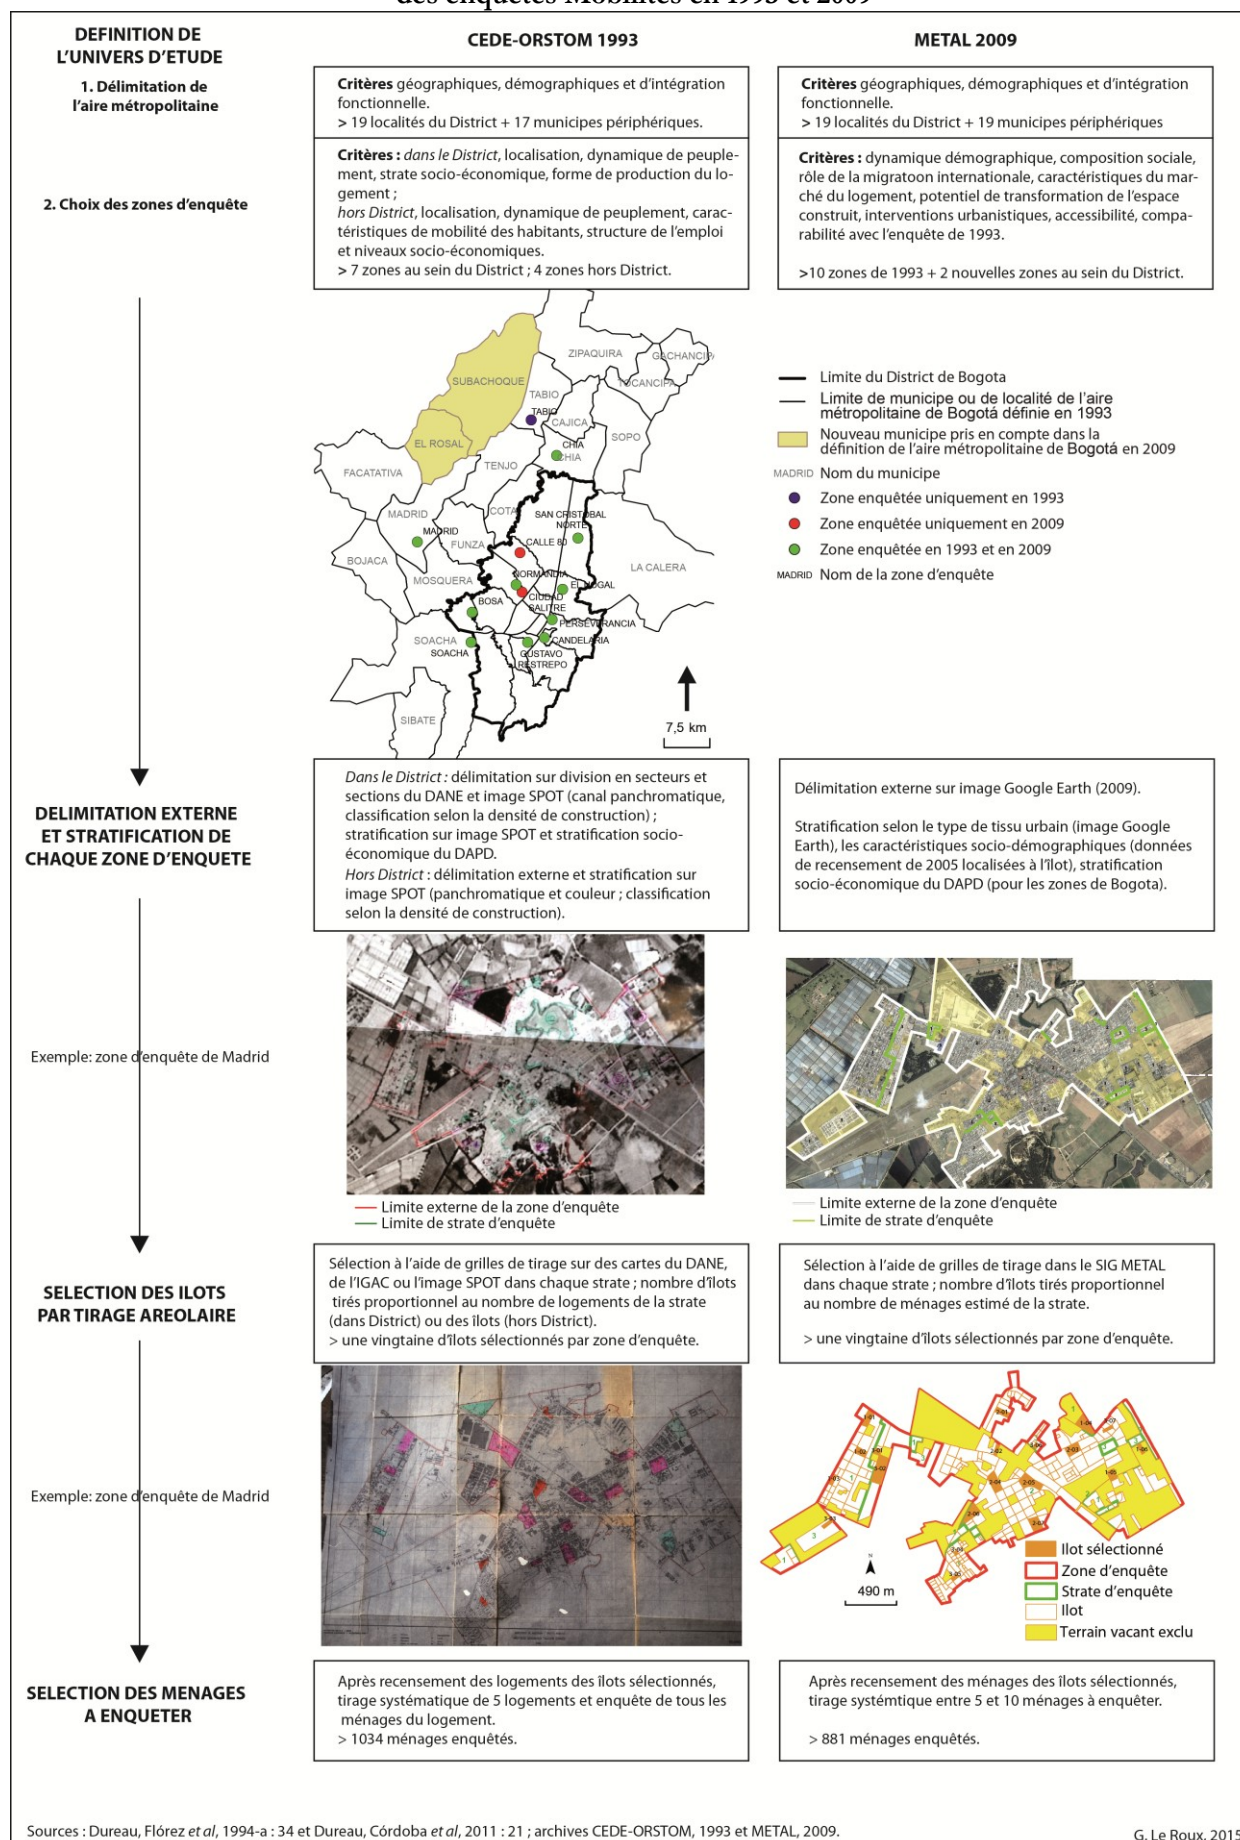 des enquêtes Mobilités en 1993 et 2009
DEFINITION DE
L'UNIVERS D'ETUDE
CEDE-ORSTOM 1993
METAL 2009
1. Délimitation de
l'aire métropolitaine
Critères géographiques, démographiques et d'intégration
fonctionnelle.
> 19 localités du District + 17 municipes périphériques.
Critères géographiques, démographiques et d'intégration
fonctionnelle.
> 19 localités du District + 19 municipes périphériques
2. Choix des zones d'enquête
Critères : dans le District, localisation, dynamique de peuple-
ment, strate socio-économique, forme de production du lo-
gement ;
hors District, localisation, dynamique de peuplement, carac-
téristiques de mobilité des habitants, structure de l'emploi
et niveaux socio-économiques.
> 7 zones au sein du District ; 4 zones hors District.
Critères : dynamique démographique, composition sociale,
rôle de la migratoon internationale, caractéristiques du mar-
ché du logement, potentiel de transformation de l'espace
construit, interventions urbanistiques, accessibilité, compa-
rabilité avec l'enquête de 1993.
>10 zones de 1993 + 2 nouvelles zones au sein du District.
ZIPAQUIRA
GACHANCIPA
SUBACHOQUE
TOCANCIPA
TABIO
TABIO
CAJICA
SOPO
EL ROSAL
CHIA
CHIA
FACATATIVA
TENJO
MADRID
COTA
SAN CRISTOBAL
NORTE
MADRID
FUNZA
CALLE 80
BOJACA
LA CALERA
MOSQUERA
NORMANDIA
EL NOGAL
CIUDAD
SALITRE
BOSA
PERSEVERANCIA
SOACHA
SOACHA
CANDELARIA
GUSTAVO
RESTREPO
SIBATE
7,5 km
Limite du District de Bogota
Limite de municipe ou de localité de l'aire
métropolitaine de Bogotá définie en 1993
Nouveau municipe pris en compte dans la
définition de l'aire métropolitaine de Bogotá en 2009
MADRID Nom du municipe
Zone enquêtée uniquement en 1993
Zone enquêtée uniquement en 2009
Zone enquêtée en 1993 et en 2009
MADRID Nom de la zone d'enquête
DELIMITATION EXTERNE
ET STRATIFICATION DE
CHAQUE ZONE D'ENQUETE
Dans le District : délimitation sur division en secteurs et
sections du DANE et image SPOT (canal panchromatique,
classification selon la densité de construction) ;
stratification sur image SPOT et stratification socio-
économique du DAPD.
Hors District : délimitation externe et stratification sur
image SPOT (panchromatique et couleur ; classification
selon la densité de construction).
Délimitation externe sur image Google Earth (2009).
Stratification selon le type de tissu urbain (image Google
Earth), les caractéristiques socio-démographiques (données
de recensement de 2005 localisées à l'îlot), stratification
socio-économique du DAPD (pour les zones de Bogota).
Exemple: zone d'enquête de Madrid
Limite externe de la zone d'enquête
Limite de strate d'enquête
Limite externe de la zone d'enquête
Limite de strate d'enquête
SELECTION DES ILOTS
PAR TIRAGE AREOLAIRE
Sélection à l'aide de grilles de tirage sur des cartes du DANE,
de l'IGAC ou l'image SPOT dans chaque strate ; nombre d'îlots
tirés proportionnel au nombre de logements de la strate
(dans District) ou des îlots (hors District).
> une vingtaine d'îlots sélectionnés par zone d'enquête.
Sélection à l'aide de grilles de tirage dans le SIG METAL
dans chaque strate ; nombre d'îlots tirés proportionnel
au nombre de ménages estimé de la strate.
> une vingtaine d'îlots sélectionnés par zone d'enquête.
Exemple: zone d'enquête de Madrid
N
490 m
Ilot sélectionné
Zone d'enquête
Strate d'enquête
Ilot
Terrain vacant exclu
SELECTION DES MENAGES
A ENQUETER
Après recensement des logements des îlots sélectionnés,
tirage systématique de 5 logements et enquête de tous les
ménages du logement.
> 1034 ménages enquêtés.
Après recensement des ménages des îlots sélectionnés,
tirage systémtique entre 5 et 10 ménages à enquêter.
> 881 ménages enquêtés.
Sources : Dureau, Flórez et al, 1994-a : 34 et Dureau, Córdoba et al, 2011 : 21 ; archives CEDE-ORSTOM, 1993 et METAL, 2009.
G. Le Roux, 2015